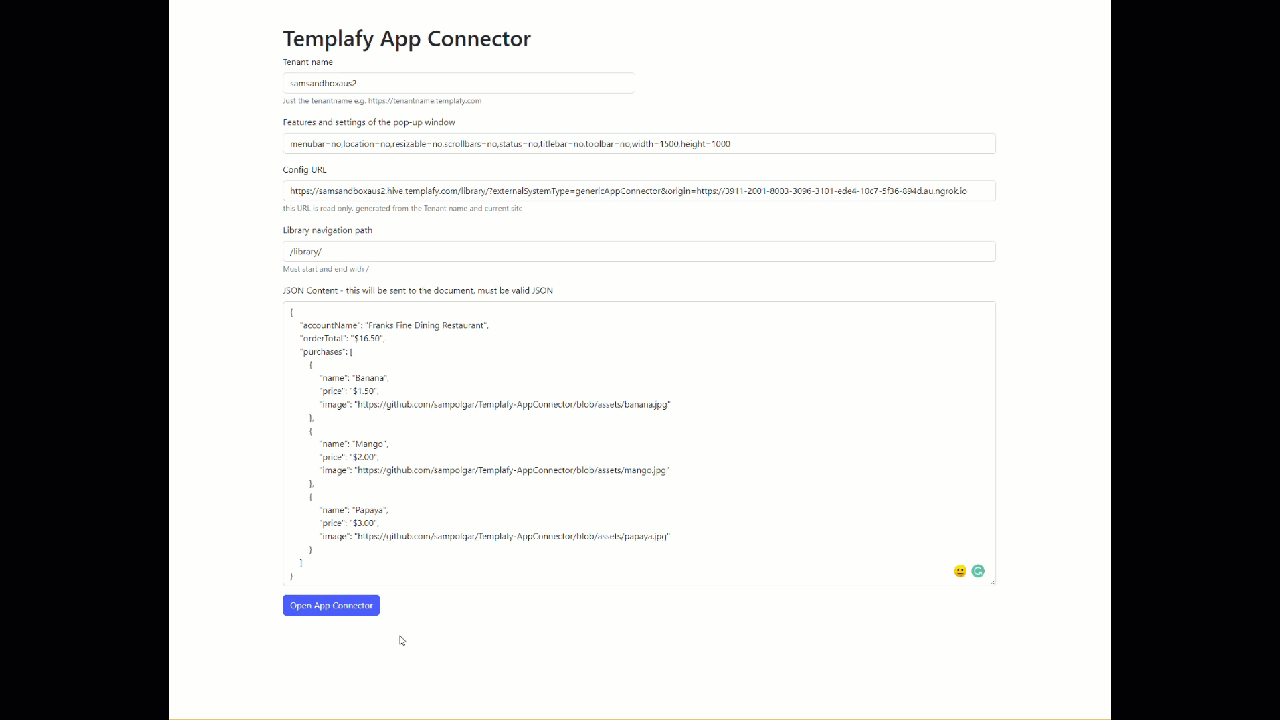 Templafy App Connector
Tenant name
samsandboxaus2
Just the tenantname e.g. https://tenantname.templafy.com
Features and settings of the pop-up window
menubar=no,location=no,resizable=no,scrollbars=no,status=no,titlebar=no,toolbar=no,width=1500,height=1000
Config URL
https://samsandboxaus2.hive.templafy.com/library/?externalSystemType=genericAppConnector&origin=https://3911-2001-8003-3096-3101-ede4-10c7-5f36-894d.au.ngrok.io
this URL is read only, generated from the Tenant name and current site
Library navigation path
/library/
Must start and end with /
JSON Content - this will be sent to the document, must be valid JSON
{
"accountName": "Franks Fine Dining Restaurant",
"orderTotal": "$16.50",
"purchases": [
{
"name": "Banana",
"price": "$1.50",
"image": "https://github.com/sampolgar/Templafy-AppConnector/blob/assets/banana.jpg"
},
{
"name": "Mango",
"price": "$2.00",
"image": "https://github.com/sampolgar/Templafy-AppConnector/blob/assets/mango.jpg"
},
{
"name": "Papaya",
"price": "$3.00",
"image": "https://github.com/sampolgar/Templafy-AppConnector/blob/assets/papaya.jpg"
}
]
}
Open App Connector